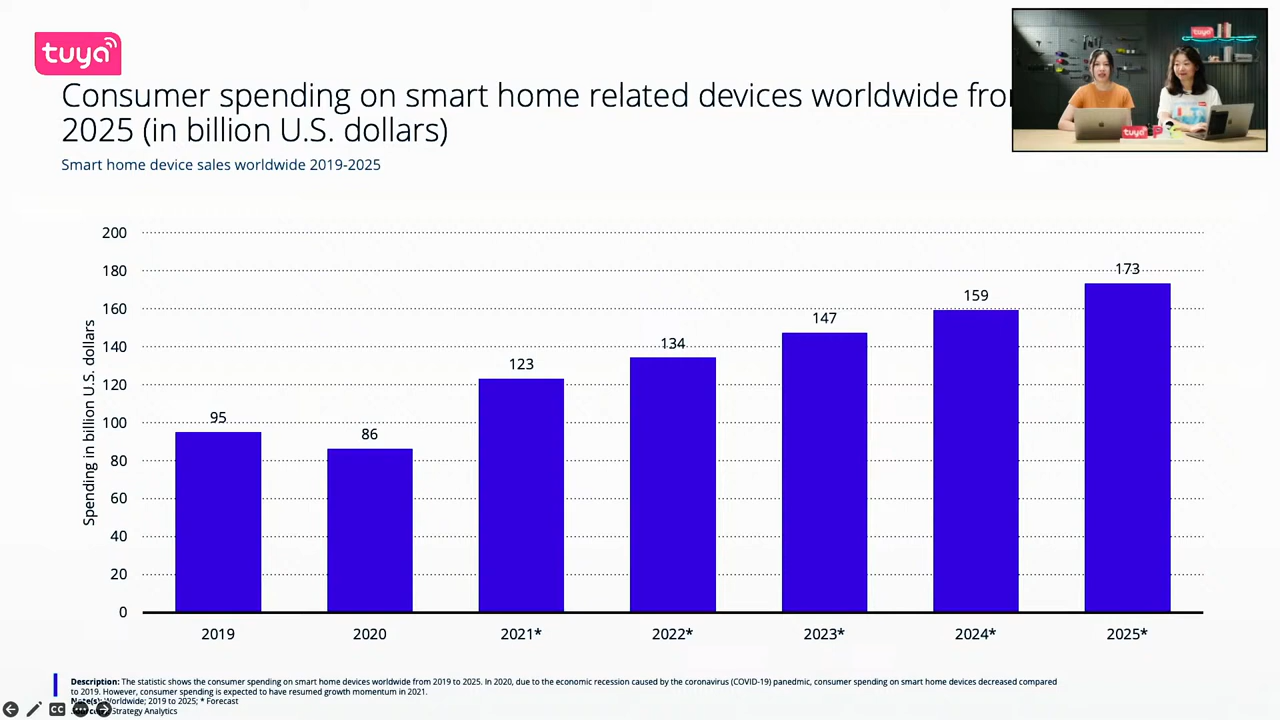 tuya
Consumer spending on smart home related devices worldwide from
2025 (in billion U.S. dollars)
Smart home device sales worldwide 2019-2025
tuya
tuya
Spending in billion U.S. dollars
200
180
160
140
120
100
80
60
40
20
0
95
86
123
134
147
159
173
2019
2020
2021*
2022*
2023*
2024*
2025*
Description: The statistic shows the consumer spending on smart home devices worldwide from 2019 to 2025. In 2020, due to the economic recession caused by the coronavirus (COVID-19) panedmic, consumer spending on smart home devices decreased compared
to 2019. However, consumer spending is expected to have resumed growth momentum in 2021.
Note(s): Worldwide; 2019 to 2025; * Forecast
Strategy Analytics
CC